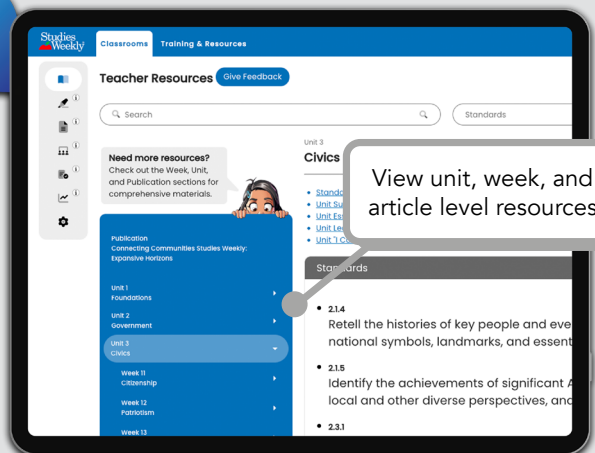 Studies
Weekly
Classrooms
Training & Resources
Teacher Resources
Give Feedback
Search
Standards
Need more resources?
Check out the Week, Unit,
and Publication sections for
comprehensive materials.
Publication
Connecting Communities Studies Weekly:
Expansive Horizons
Unit 1
Foundations
Unit 2
Government
Unit 3
Civics
Week 11
Citizenship
Week 12
Patriotism
Week 13
Unit 3
Civics
View unit, week, and
article level resources
Unit
Unit
Unit
Unit "I
Standards
• 2.1.4
Retell the histories of key people and
national symbols, landmarks, and
• 2.1.5
Identify the achievements of significant
local and other diverse perspectives,
• 2.3.1